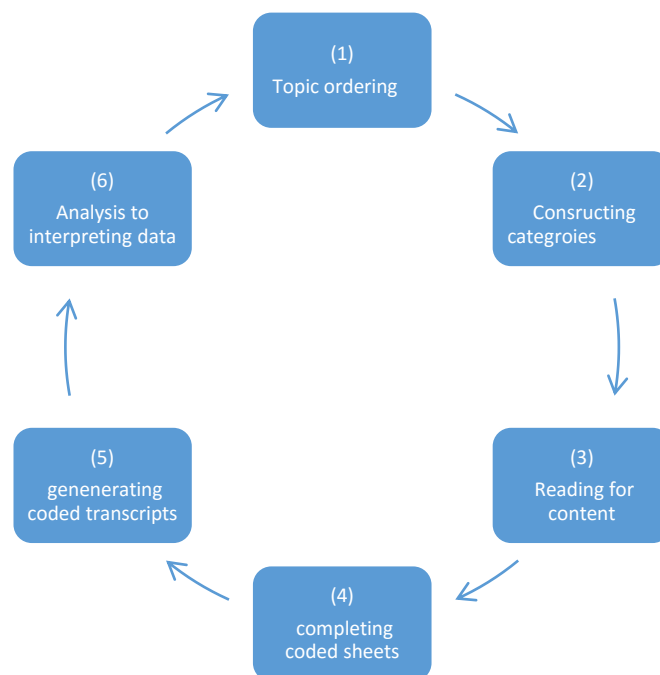 (1)
Topic ordering
(2)
Consructing
categroies
(3)
Reading for
content
(4)
completing
coded sheets
(5)
genenerating
coded transcripts
(6)
Analysis to
interpreting data